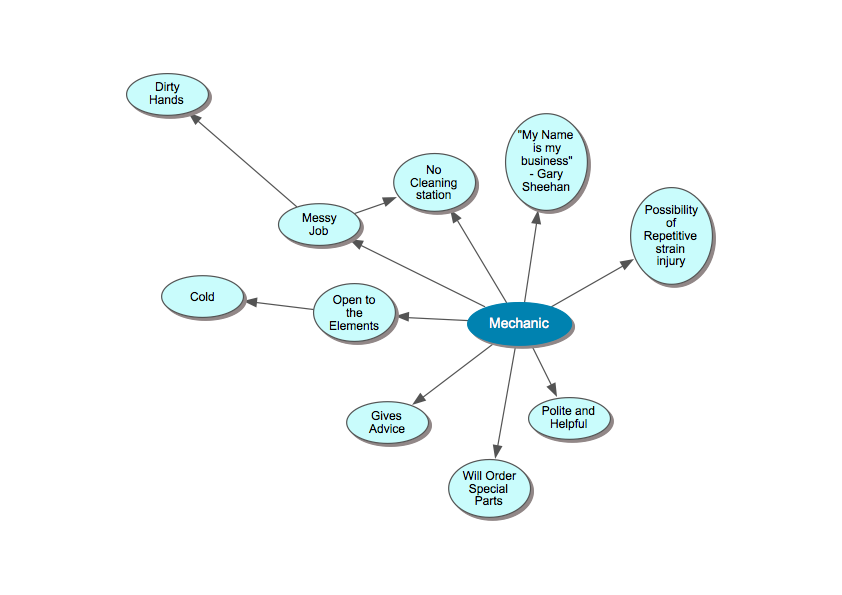 Dirty
Hands
"My Name
is my
business"
- Gary
Sheehan
No
Cleaning
station
Possibility
of
Repetitive
strain
injury
Messy
Job
Cold
Open to
the
Elements
Mechanic
Gives
Advice
Polite and
Helpful
Will Order
Special
Parts